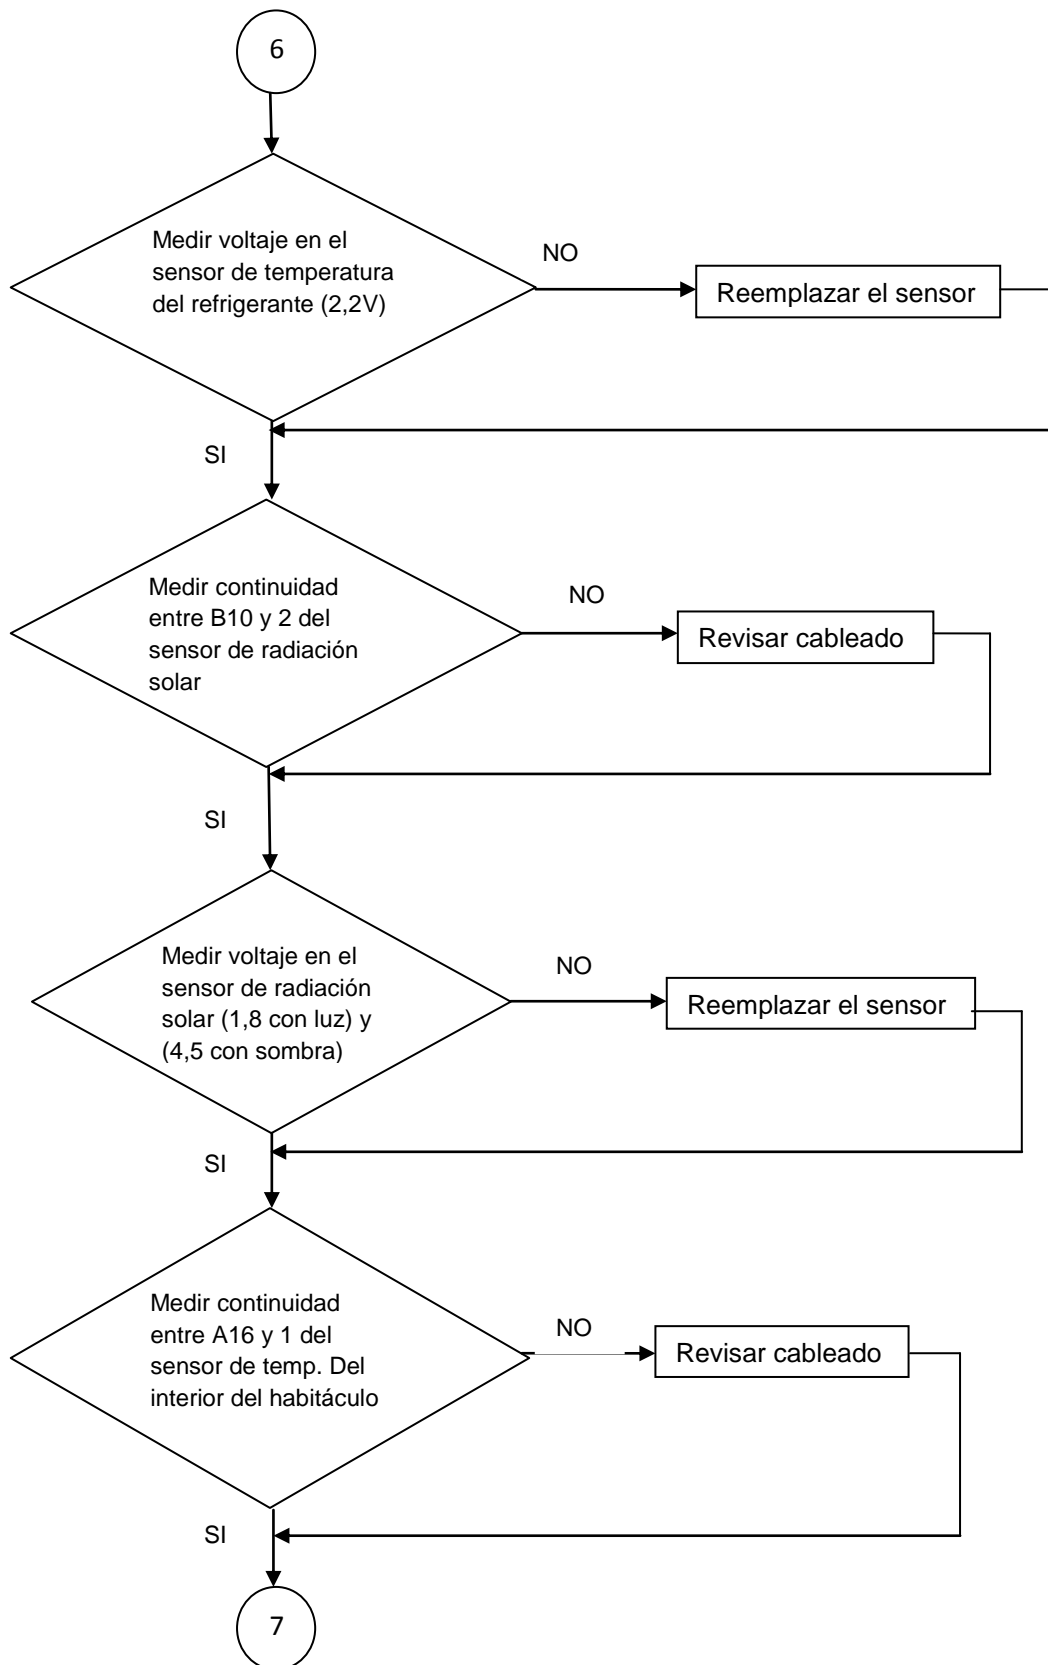 6
Medir voltaje en el
sensor de temperatura
del refrigerante (2,2V)
NO
Reemplazar el sensor
SI
Medir continuidad
entre B10 y 2 del
sensor de radiación
solar
NO
Revisar cableado
SI
Medir voltaje en el
sensor de radiación
solar (1,8 con luz) y
(4,5 con sombra)
NO
Reemplazar el sensor
SI
Medir continuidad
entre A16 y 1 del
sensor de temp. Del
interior del habitáculo
NO
Revisar cableado
SI
7